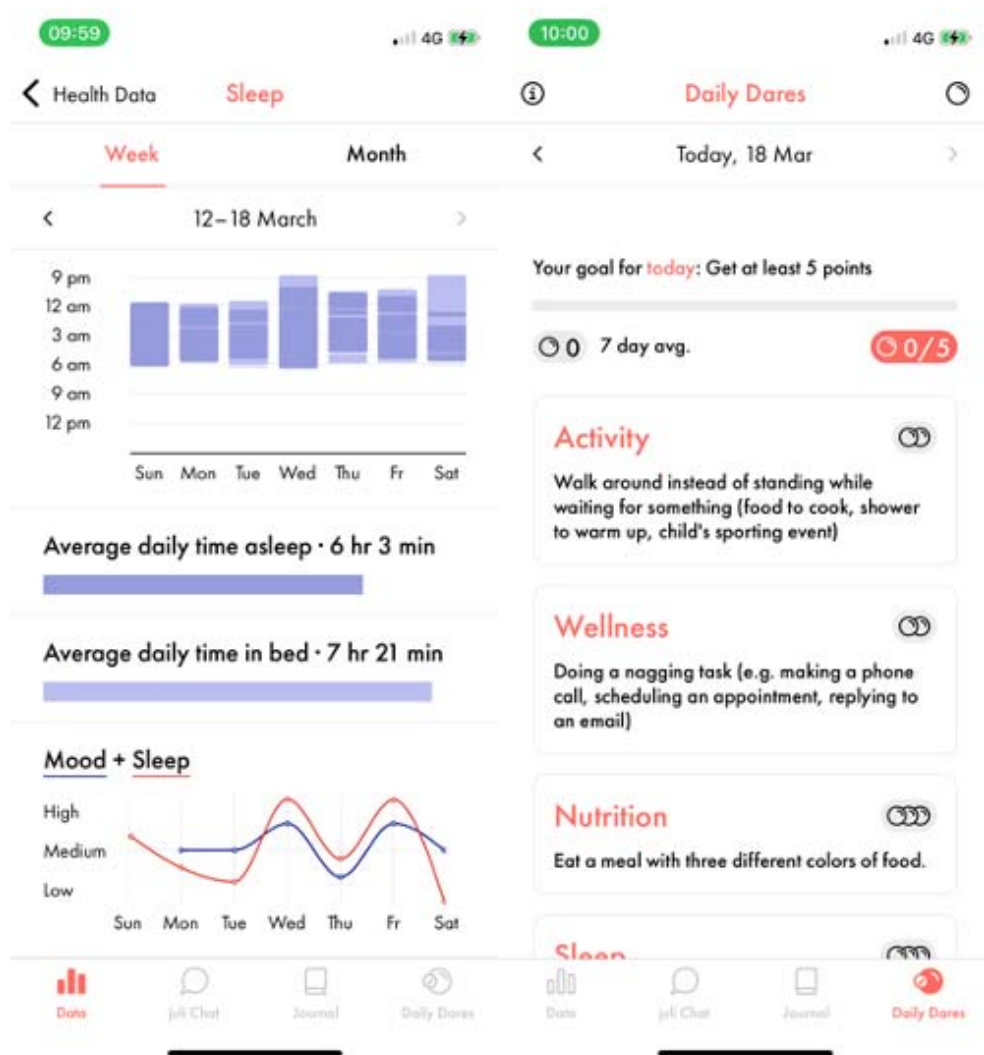 09:59
4G
Health Data
Sleep
Week
Month
12–18 March
9 pm
12 am
3 am
6 am
9 am
12 pm
Sun Mon Tue Wed Thu Fr Sat
Average daily time asleep · 6 hr 3 min
Average daily time in bed · 7 hr 21 min
Mood + Sleep
High
Medium
Low
Sun Mon Tue Wed Thu Fr Sat
Data
juli Chat
Journal
Daily Dares
10:00
4G
Daily Dares
Today, 18 Mar
Your goal for today: Get at least 5 points
0 7 day avg.
0/5
Activity
Walk around instead of standing while
waiting for something (food to cook, shower
to warm up, child's sporting event)
Wellness
Doing a nagging task (e.g. making a phone
call, scheduling an appointment, replying to
an email)
Nutrition
Eat a meal with three different colors of food.
Sleep
Data
juli Chat
Journal
Daily Dares